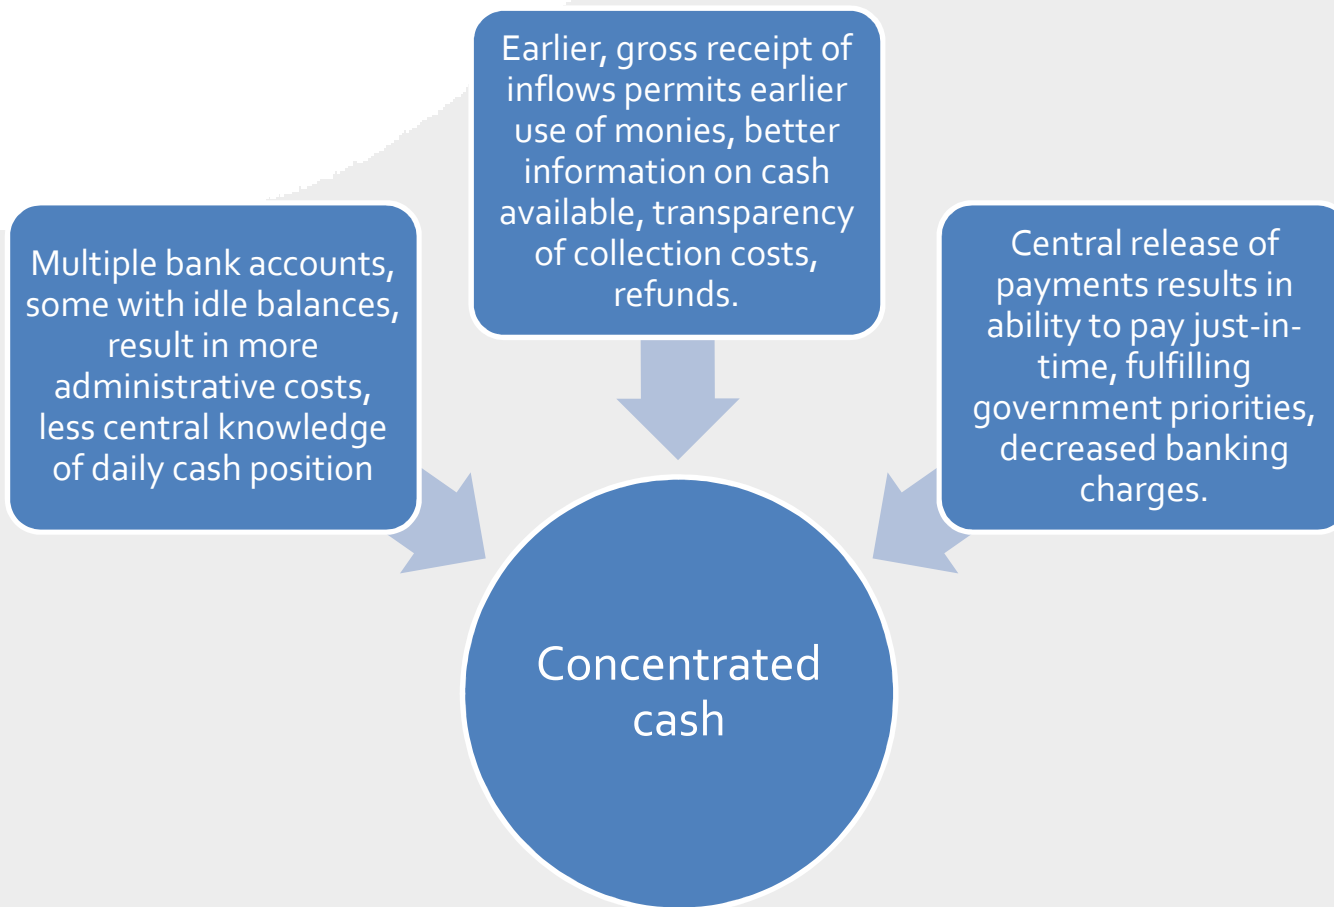 Earlier, gross receipt of
inflows permits earlier
use of monies, better
information on cash
available, transparency
of collection costs,
refunds.
Multiple bank accounts,
some with idle balances,
result in more
administrative costs,
less central knowledge
of daily cash position
Central release of
payments results in
ability to pay just-in-
time, fulfilling
government priorities,
decreased banking
charges.
Concentrated
cash